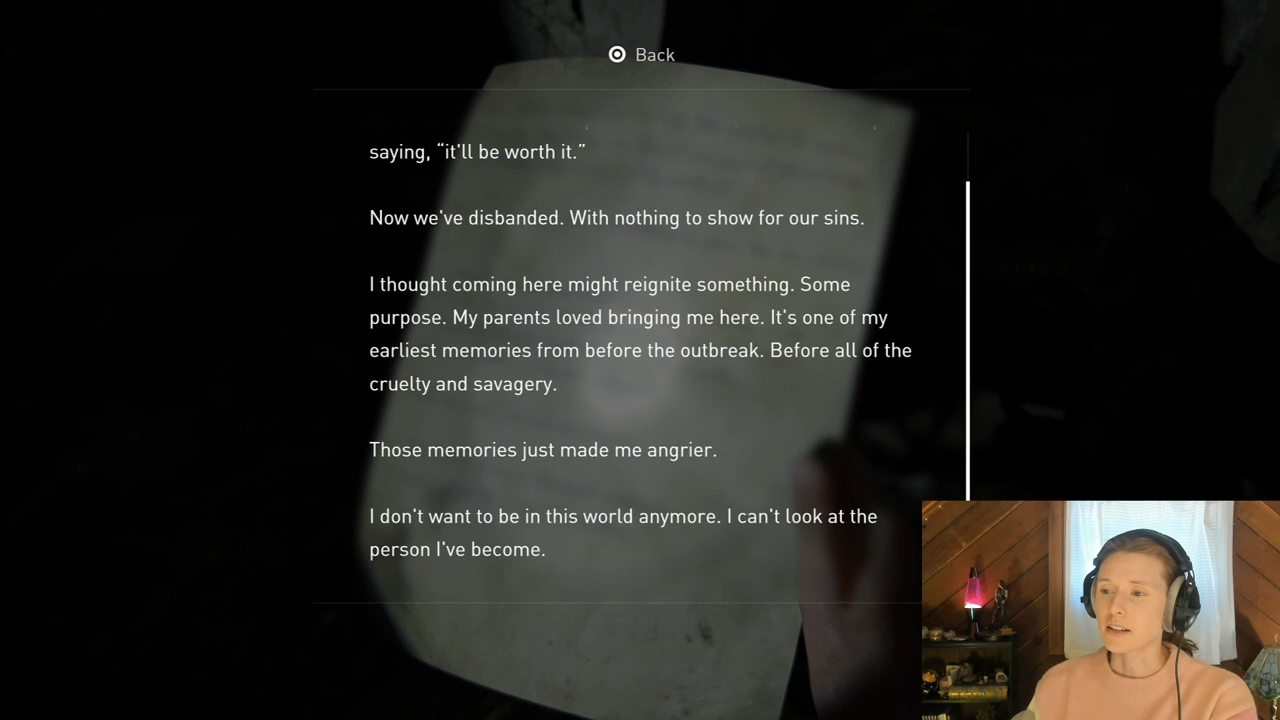 Back
saying, “it'll be worth it.”
Now we've disbanded. With nothing to show for our sins.
I thought coming here might reignite something. Some
purpose. My parents loved bringing me here. It's one of my
earliest memories from before the outbreak. Before all of the
cruelty and savagery.
Those memories just made me angrier.
I don't want to be in this world anymore. I can't look at the
person I've become.